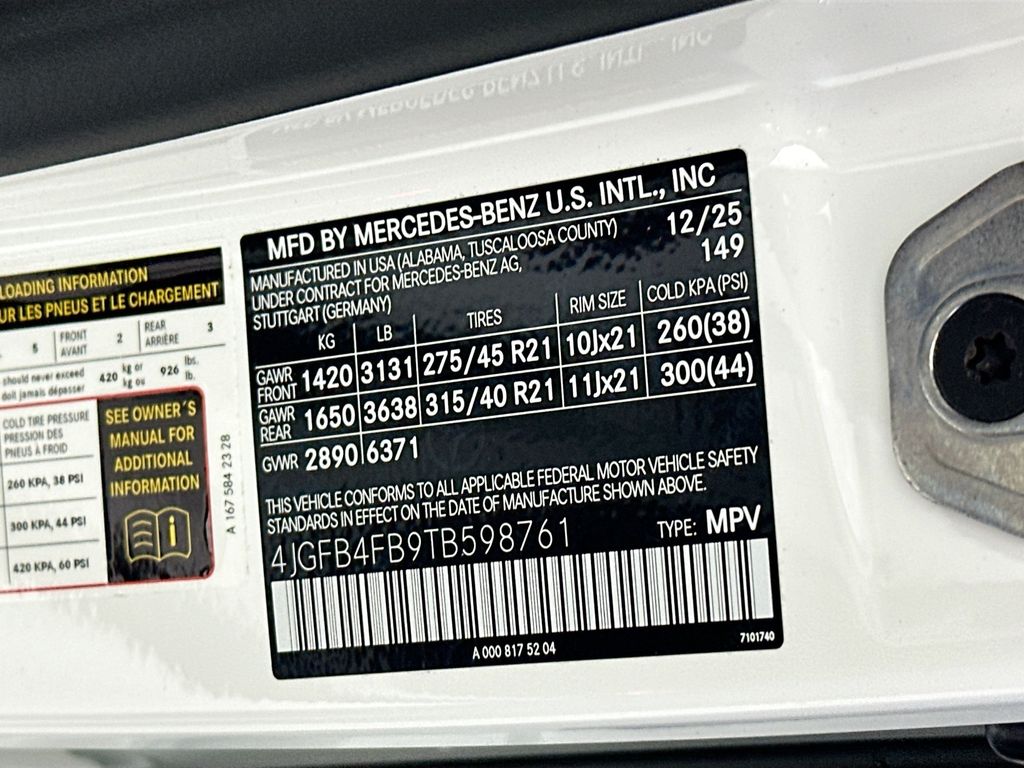 LOADING INFORMATION
UR LES PNEUS ET LE CHARGEMENT
5 FRONT AVANT 2 REAR ARRIÈRE 3
should never exceed
doit jamais dépasser
420 kg or kg ou 926 lbs. lb.
COLD TIRE PRESSURE
PRESSION DES
PNEUS À FROID
260 KPA, 38 PSI
300 KPA, 44 PSI
420 KPA, 60 PSI
SEE OWNER'S
MANUAL FOR
ADDITIONAL
INFORMATION
i
A 167 584 23 28
MFD BY MERCEDES-BENZ U.S. INTL., INC
MANUFACTURED IN USA (ALABAMA, TUSCALOOSA COUNTY) 12/25
UNDER CONTRACT FOR MERCEDES-BENZ AG, 149
STUTTGART (GERMANY)
KG LB TIRES RIM SIZE COLD KPA (PSI)
GAWR FRONT 1420 3131 275/45 R21 10Jx21 260(38)
GAWR REAR 1650 3638 315/40 R21 11Jx21 300(44)
GVWR 2890 6371
THIS VEHICLE CONFORMS TO ALL APPLICABLE FEDERAL MOTOR VEHICLE SAFETY
STANDARDS IN EFFECT ON THE DATE OF MANUFACTURE SHOWN ABOVE.
4JGFB4FB9TB598761 TYPE: MPV
A 000 817 52 04 7101740